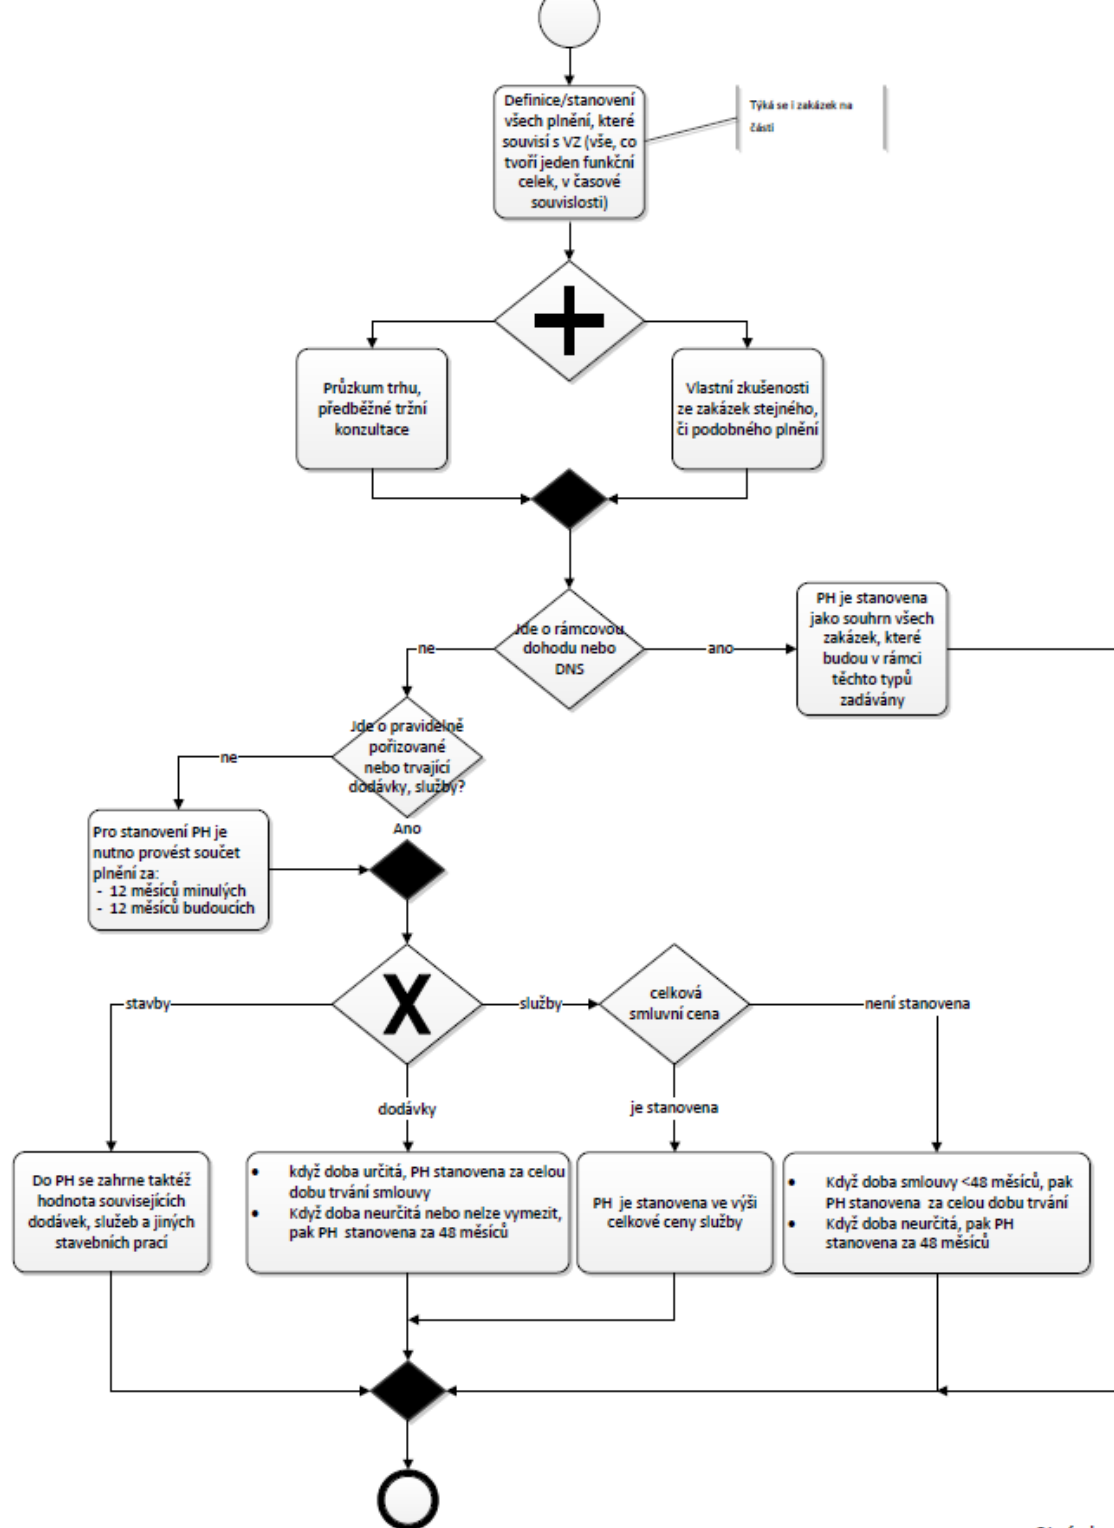 Definice/stanovení
všech plnění, které
souvisí s VZ (vše, co
tvoří jeden funkční
celek, v časové
souvislosti)
Týká se i zakázek na
části
Průzkum trhu,
předběžné tržní
konzultace
Vlastní zkušenosti
ze zakázek stejného,
či podobného plnění
Jde o rámcovou
dohodu nebo
DNS
ne
ano
PH je stanovena
jako souhrn všech
zakázek, které
budou v rámci
těchto typů
zadávány
Jde o pravidelně
pořizované
nebo trvající
dodávky, služby?
ne
Ano
Pro stanovení PH je
nutno provést součet
plnění za:
- 12 měsíců minulých
- 12 měsíců budoucích
X
stavby
služby
dodávky
celková
smluvní cena
není stanovena
je stanovena
Do PH se zahrne taktéž
hodnota souvisejících
dodávek, služeb a jiných
stavebních prací
• když doba určitá, PH stanovena za celou
dobu trvání smlouvy
• Když doba neurčitá nebo nelze vymezit,
pak PH stanovena za 48 měsíců
PH je stanovena ve výši
celkové ceny služby
• Když doba smlouvy <48 měsíců, pak
PH stanovena za celou dobu trvání
• Když doba neurčitá, pak PH
stanovena za 48 měsíců